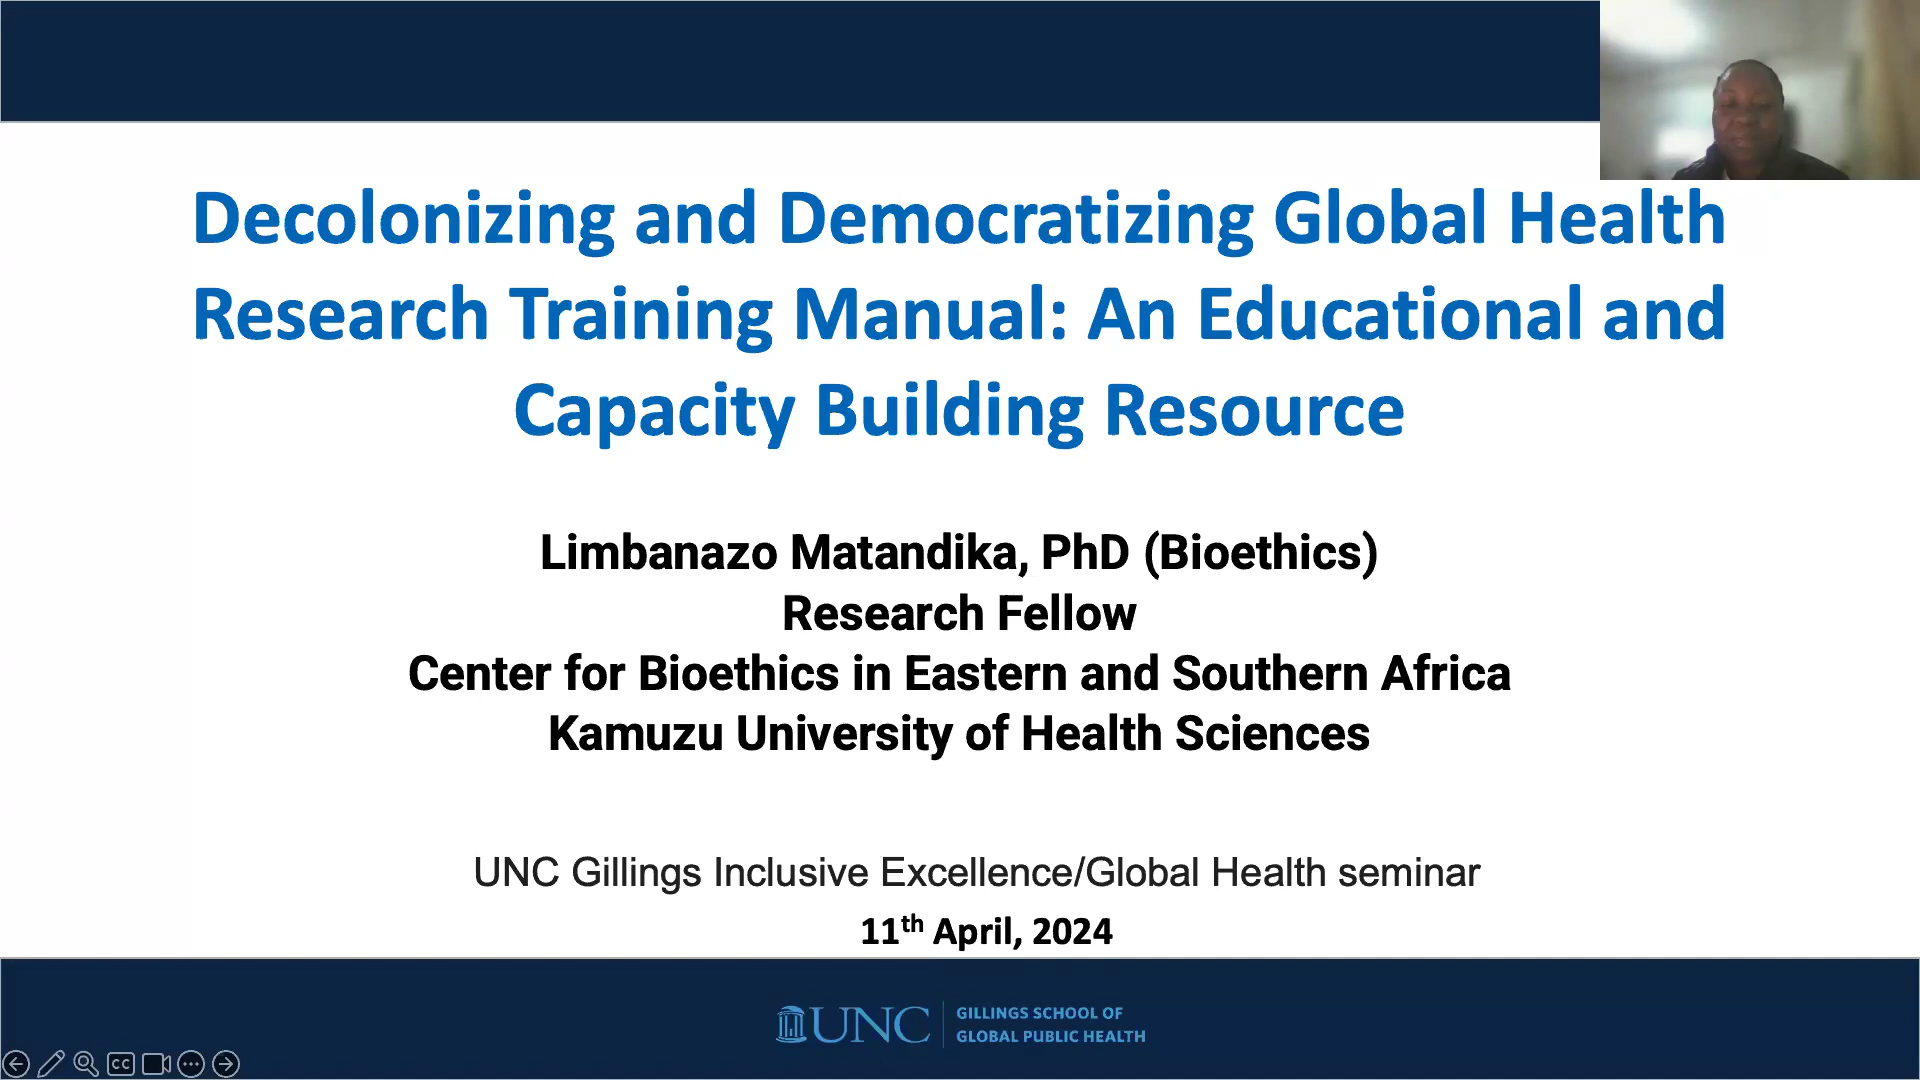 Decolonizing and Democratizing Global Health
Research Training Manual: An Educational and
Capacity Building Resource
Limbanazo Matandika, PhD (Bioethics)
Research Fellow
Center for Bioethics in Eastern and Southern Africa
Kamuzu University of Health Sciences
UNC Gillings Inclusive Excellence/Global Health seminar
11th April, 2024
UNC
GILLINGS SCHOOL OF
GLOBAL PUBLIC HEALTH
CC